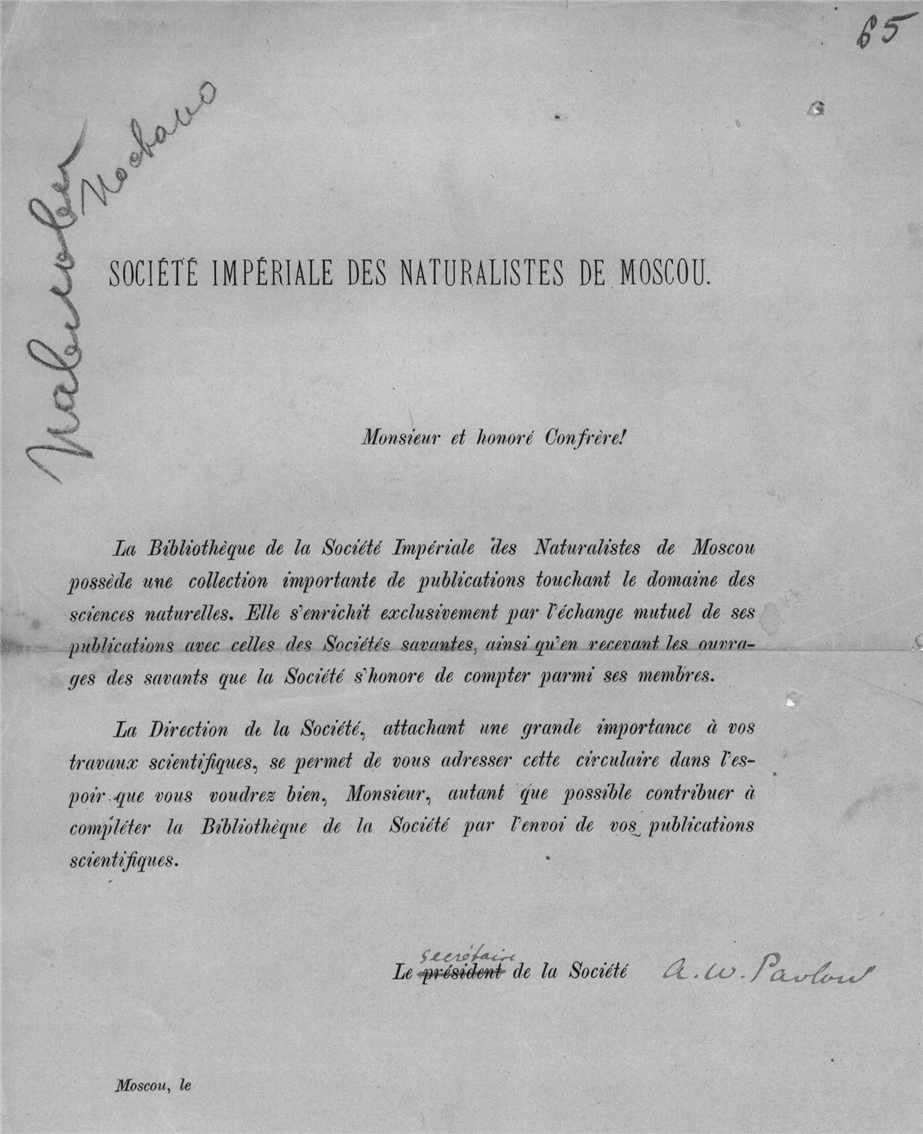 65
SOCIÉTÉ IMPÉRIALE DES NATURALISTES DE MOSCOU.
Monsieur et honoré Confrère!
La Bibliothèque de la Société Impériale des Naturalistes de Moscou
possède une collection importante de publications touchant le domaine des
sciences naturelles. Elle s'enrichit exclusivement par l'échange mutuel de ses
publications avec celles des Sociétés savantes, ainsi qu'en recevant les ouvra-
ges des savants que la Société s'honore de compter parmi ses membres.
La Direction de la Société, attachant une grande importance à vos
travaux scientifiques, se permet de vous adresser cette circulaire dans l'es-
poir que vous voudrez bien, Monsieur, autant que possible contribuer à
compléter la Bibliothèque de la Société par l'envoi de vos publications
scientifiques.
secrétaire
Le président de la Société A. W. Pavlow
Moscou, le